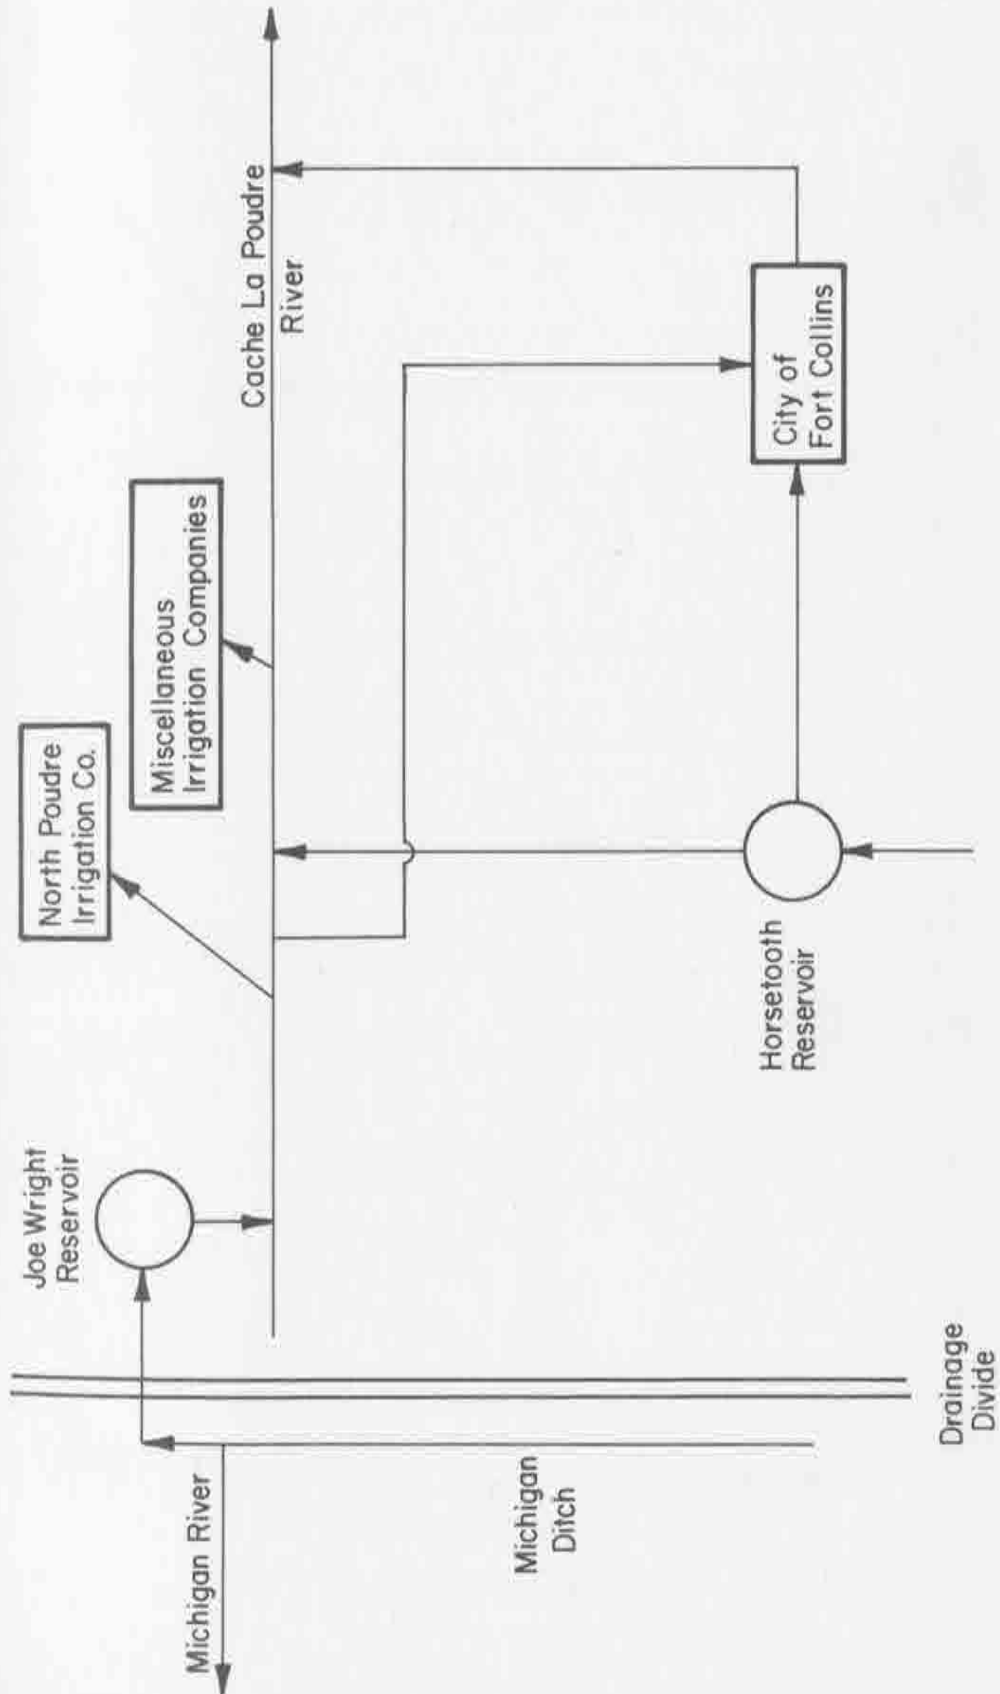 Joe Wright
Reservoir
North Poudre
Irrigation Co.
Miscellaneous
Irrigation Companies
Michigan River
Cache La Poudre
River
Michigan
Ditch
Horsetooth
Reservoir
City of
Fort Collins
Drainage
Divide